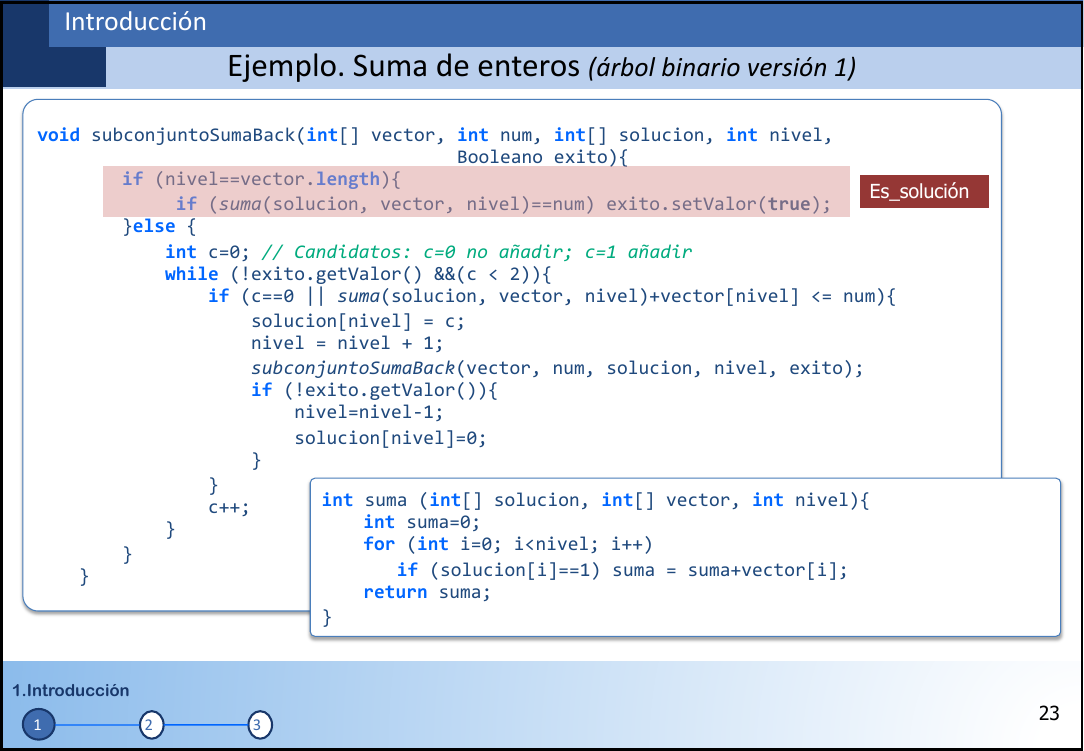 Introducción
Ejemplo. Suma de enteros (árbol binario versión 1)
void subconjuntoSumaBack(int[] vector, int num, int[] solucion, int nivel,
Booleano exito){
if (nivel==vector.length){
if (suma(solucion, vector, nivel)==num) exito.setValor(true);
Es_solución
}else {
int c=0; // Candidatos: c=0 no añadir; c=1 añadir
while (!exito.getValor() &&(c < 2)){
if (c==0 || suma(solucion, vector, nivel)+vector[nivel] <= num){
solucion[nivel] = c;
nivel = nivel + 1;
subconjuntoSumaBack(vector, num, solucion, nivel, exito);
if (!exito.getValor()){
nivel=nivel-1;
solucion[nivel]=0;
}
}
c++;
}
}
}
int suma (int[] solucion, int[] vector, int nivel){
int suma=0;
for (int i=0; i<nivel; i++)
if (solucion[i]==1) suma = suma+vector[i];
return suma;
}
1.Introducción
1 2 3
23